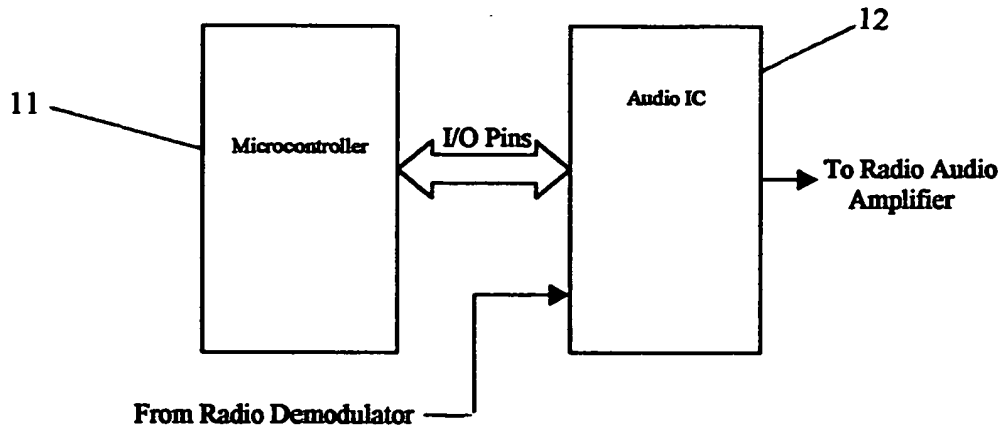 12
11
Audio IC
Microcontroller
I/O Pins
To Radio Audio
Amplifier
From Radio Demodulator